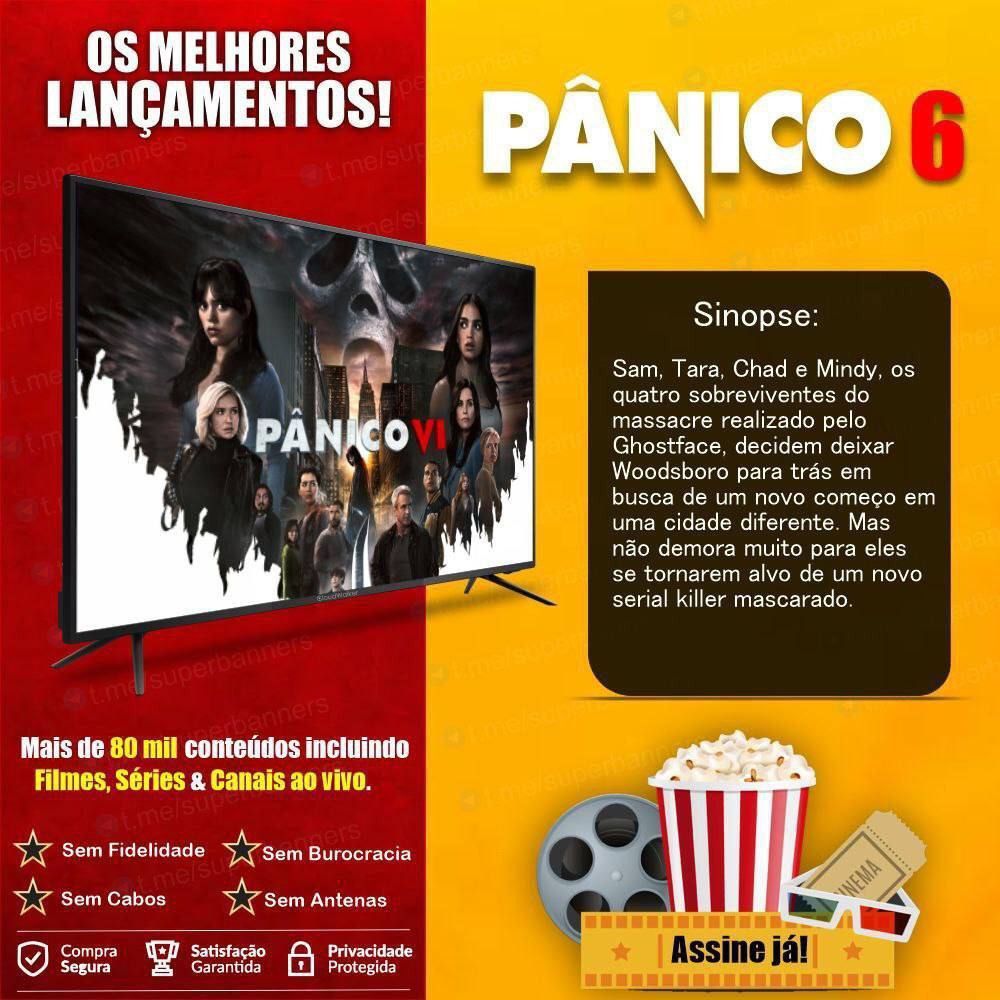 OS MELHORES
LANÇAMENTOS!
PÂNICO 6
PÂNICO VI
CloudWalker
Sinopse:
Sam, Tara, Chad e Mindy, os
quatro sobreviventes do
massacre realizado pelo
Ghostface, decidem deixar
Woodsboro para trás em
busca de um novo começo em
uma cidade diferente. Mas
não demora muito para eles
se tornarem alvo de um novo
serial killer mascarado.
Mais de 80 mil conteúdos incluindo
Filmes, Séries & Canais ao vivo.
Sem Fidelidade
Sem Burocracia
Sem Cabos
Sem Antenas
Compra
Segura
Satisfação
Garantida
Privacidade
Protegida
CINEMA
Assine já!
t.me/superbanners